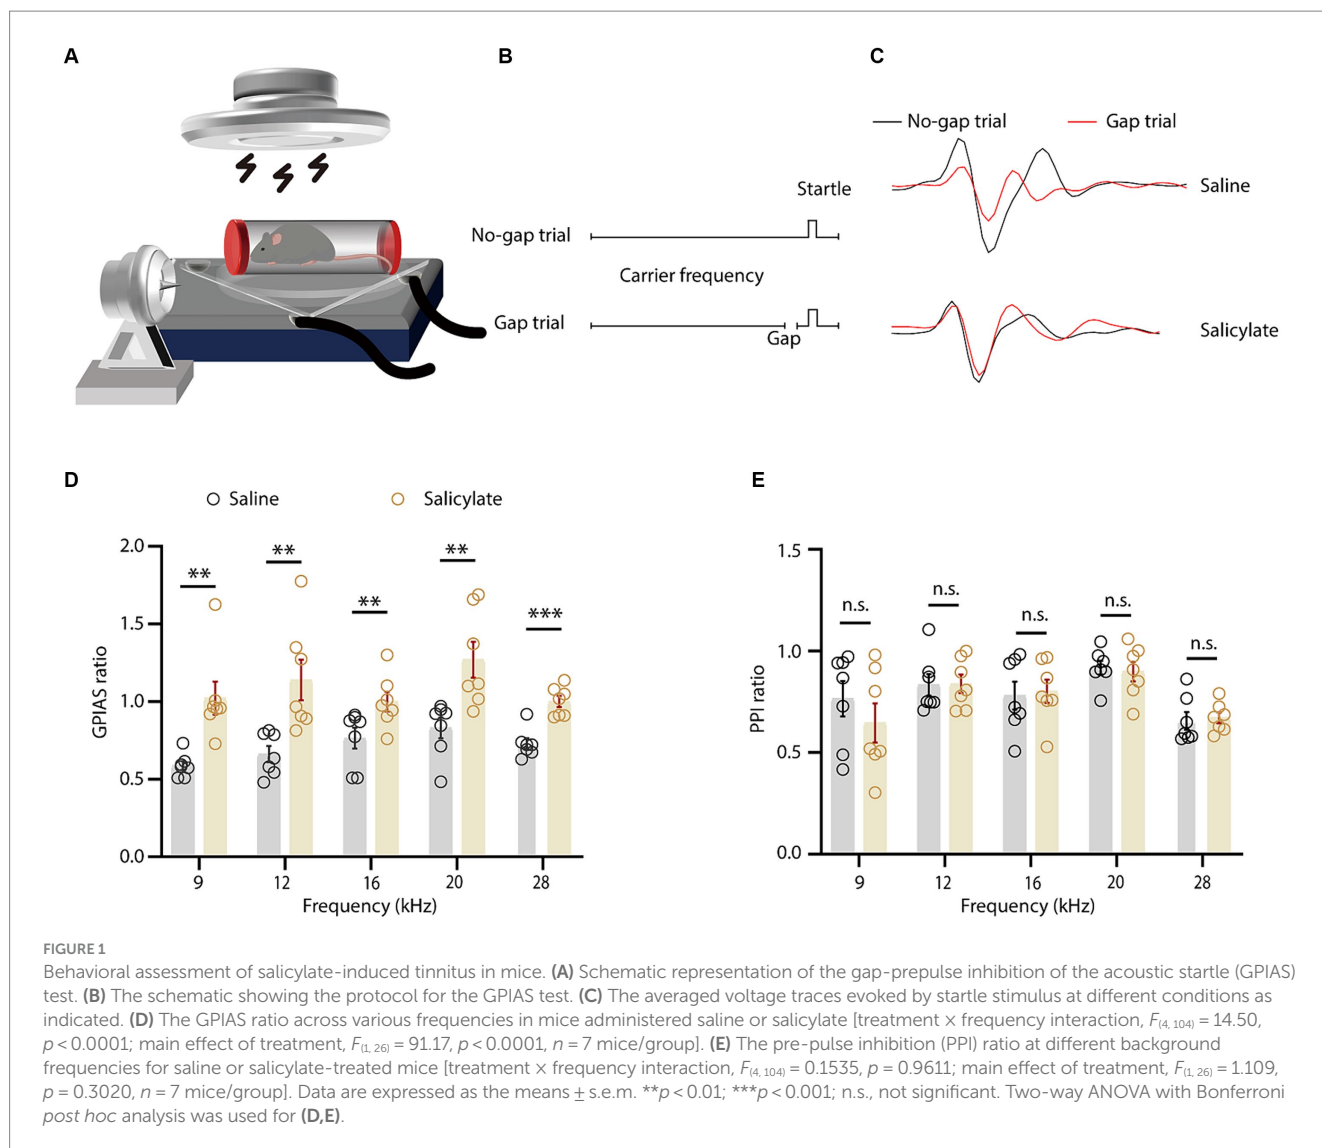 A
B
C
No-gap trial
Gap trial
Startle
Saline
No-gap trial
Carrier frequency
Gap trial
Gap
Salicylate
D
Saline
Salicylate
GPIAS ratio
2.0
1.5
1.0
0.5
0.0
**
**
**
**
***
9
12
16
20
28
Frequency (kHz)
E
PPI ratio
1.5
1.0
0.5
0.0
n.s.
n.s.
n.s.
n.s.
n.s.
9
12
16
20
28
Frequency (kHz)
FIGURE 1
Behavioral assessment of salicylate-induced tinnitus in mice. (A) Schematic representation of the gap-prepulse inhibition of the acoustic startle (GPIAS)
test. (B) The schematic showing the protocol for the GPIAS test. (C) The averaged voltage traces evoked by startle stimulus at different conditions as
indicated. (D) The GPIAS ratio across various frequencies in mice administered saline or salicylate [treatment × frequency interaction, F(4, 104) = 14.50,
p < 0.0001; main effect of treatment, F(1, 26) = 91.17, p < 0.0001, n = 7 mice/group]. (E) The pre-pulse inhibition (PPI) ratio at different background
frequencies for saline or salicylate-treated mice [treatment × frequency interaction, F(4, 104) = 0.1535, p = 0.9611; main effect of treatment, F(1, 26) = 1.109,
p = 0.3020, n = 7 mice/group]. Data are expressed as the means ± s.e.m. **p < 0.01; ***p < 0.001; n.s., not significant. Two-way ANOVA with Bonferroni
post hoc analysis was used for (D,E).